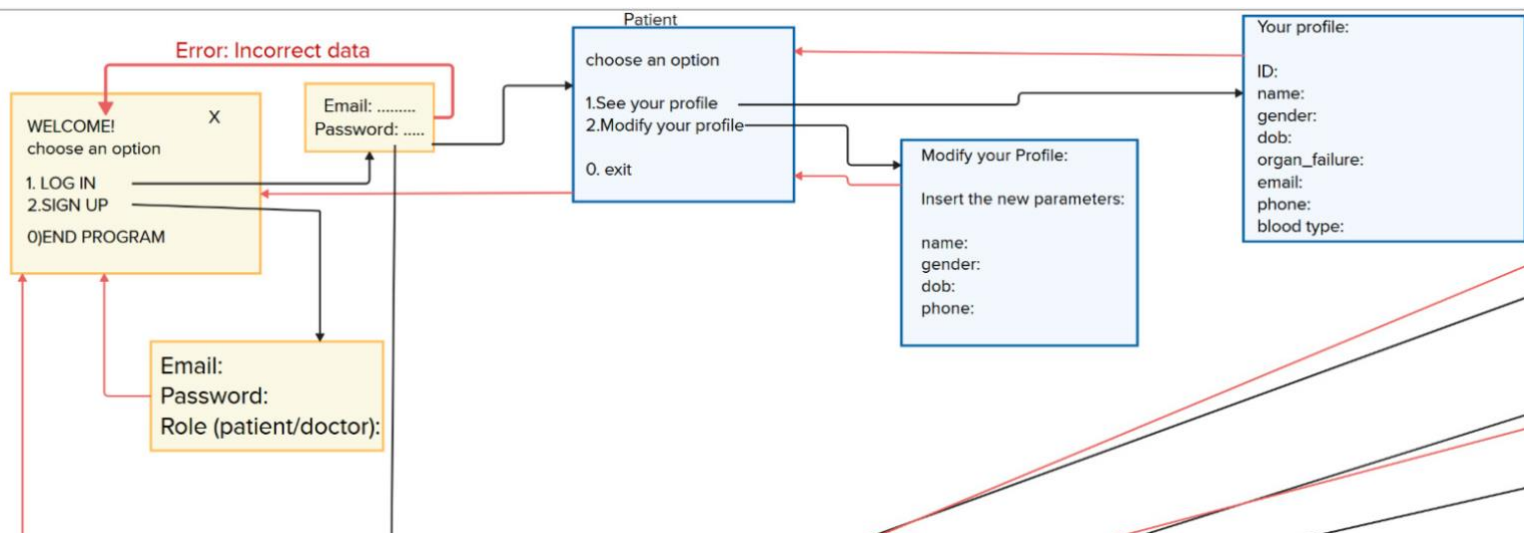 Error: Incorrect data
WELCOME!
X
choose an option
1. LOG IN
2.SIGN UP
0)END PROGRAM
Email: .........
Password: .....
Email:
Password:
Role (patient/doctor):
Patient
choose an option
1.See your profile
2.Modify your profile
0. exit
Modify your Profile:
Insert the new parameters:
name:
gender:
dob:
phone:
Your profile:
ID:
name:
gender:
dob:
organ_failure:
email:
phone:
blood type: